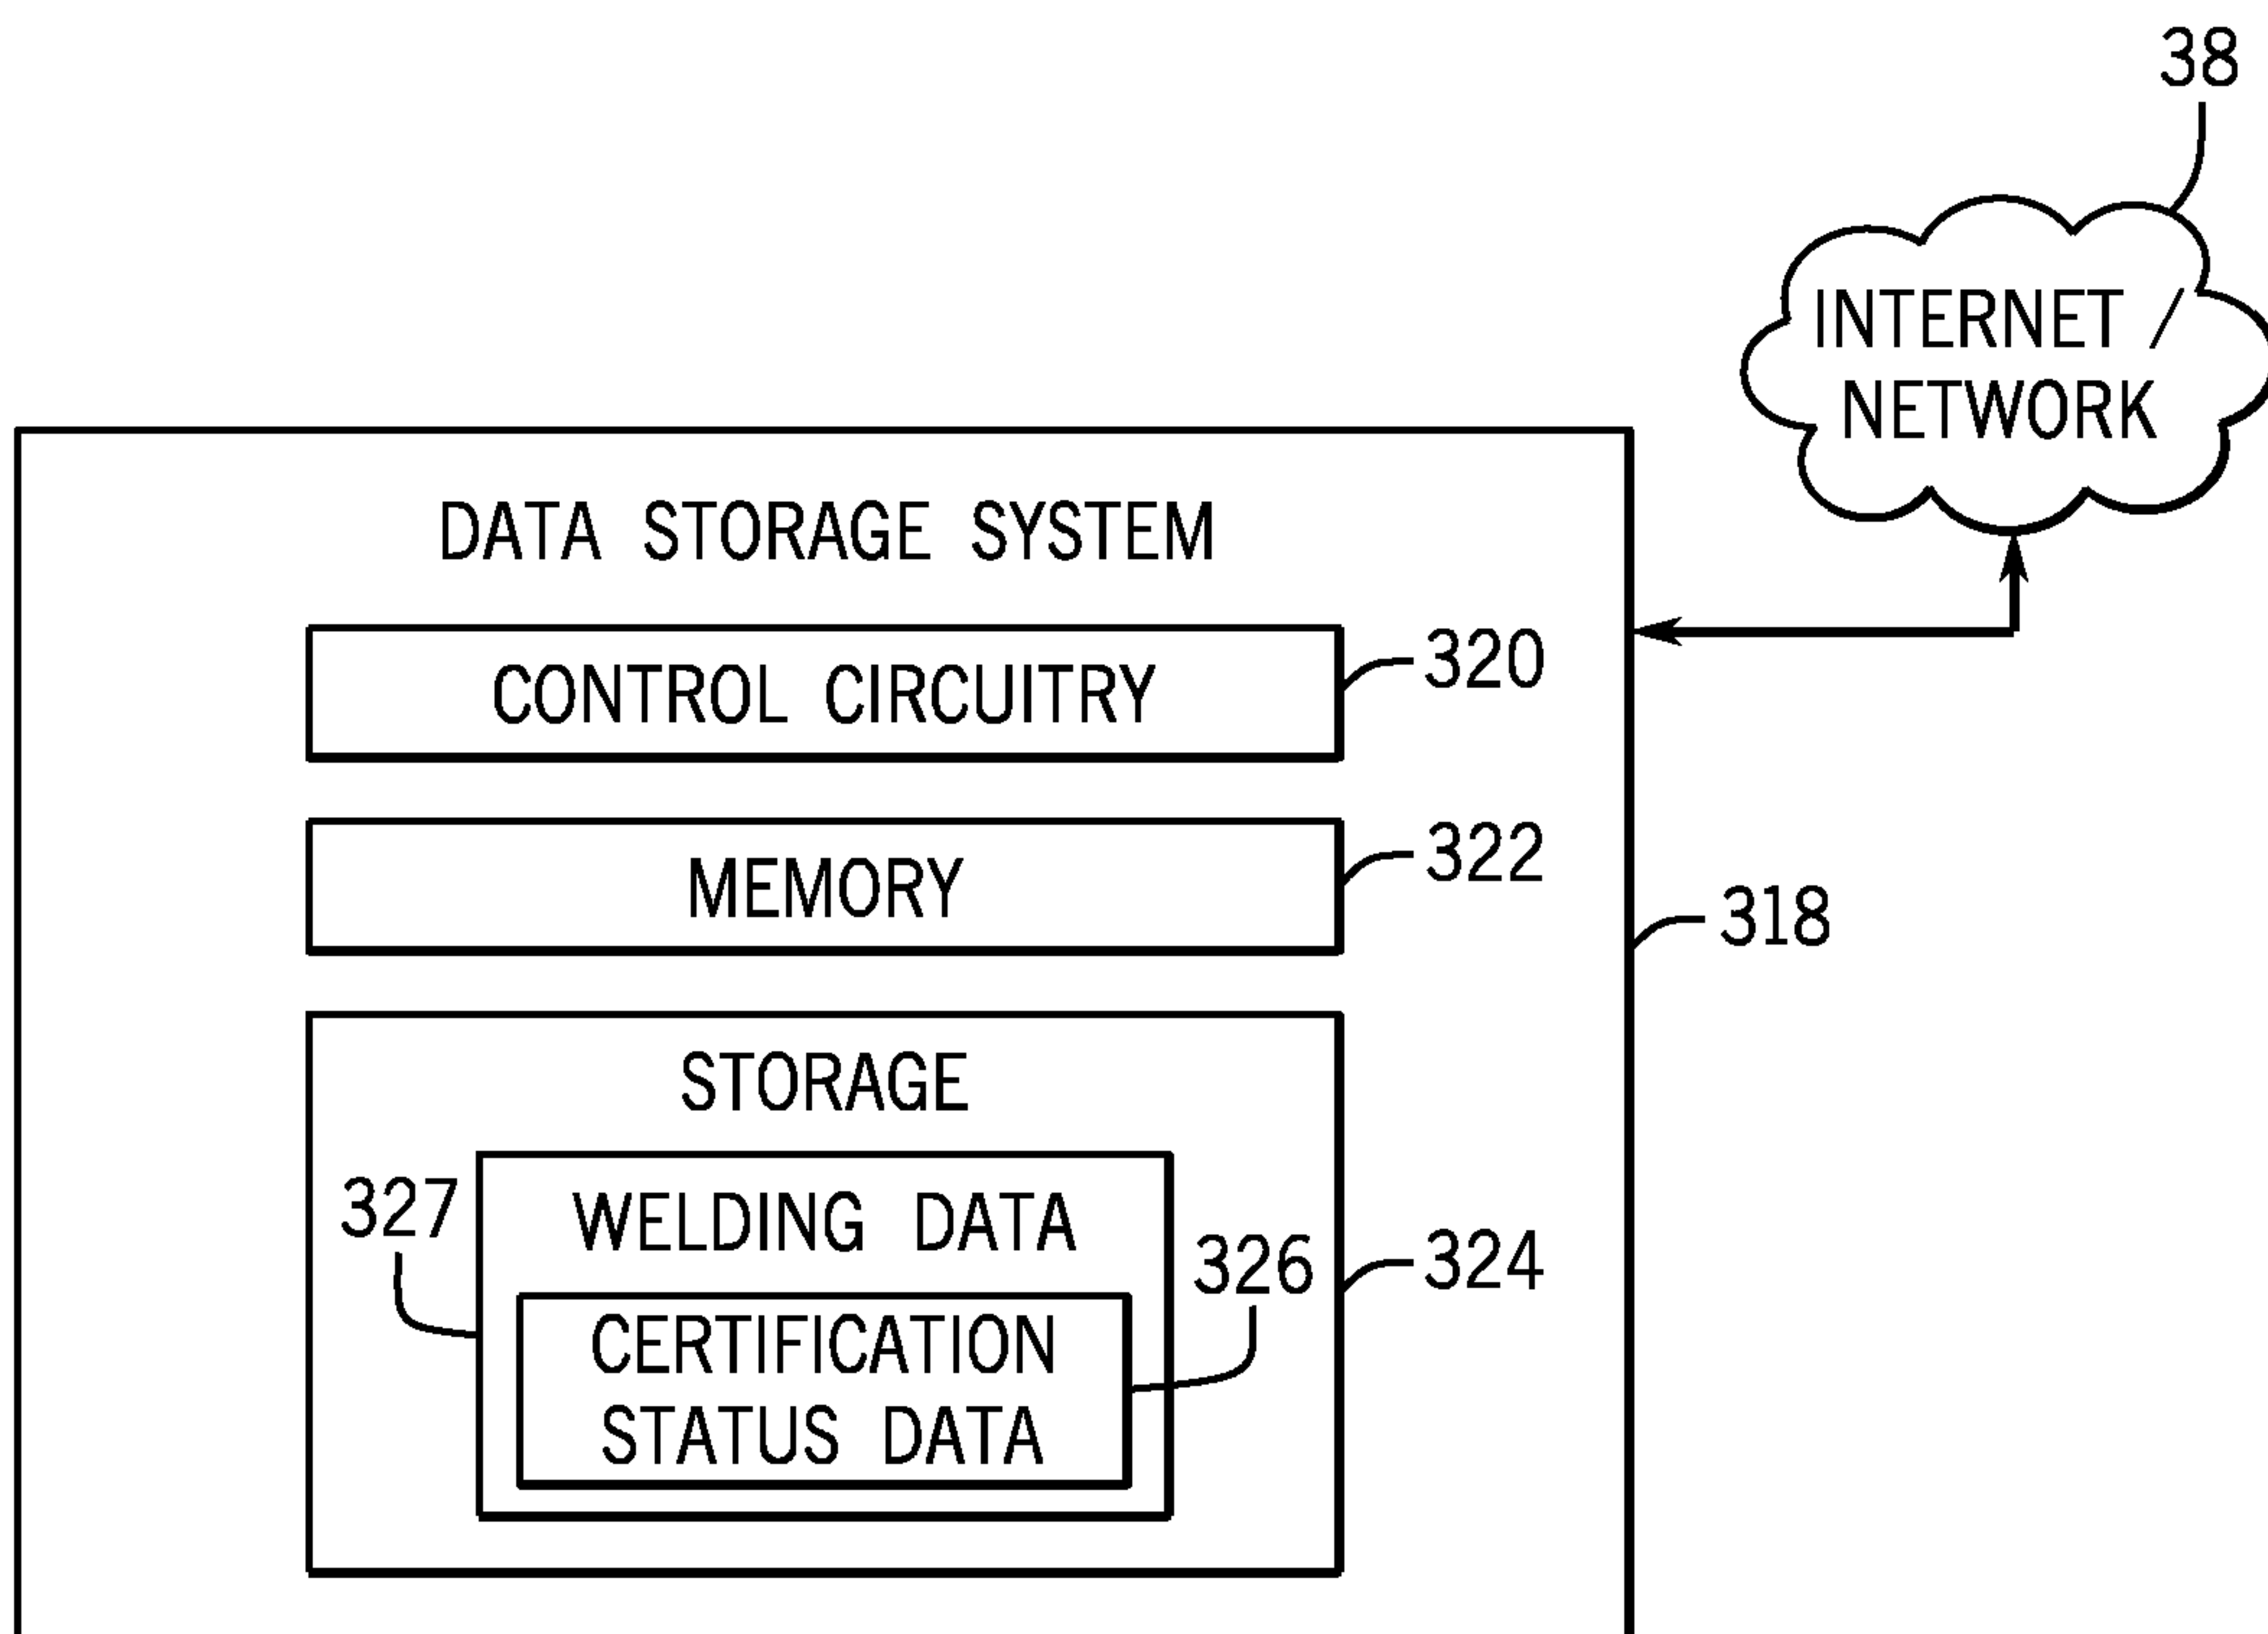 38
INTERNET /
NETWORK
DATA STORAGE SYSTEM
CONTROL CIRCUITRY
320
MEMORY
322
318
STORAGE
327
WELDING DATA
326
324
CERTIFICATION
STATUS DATA